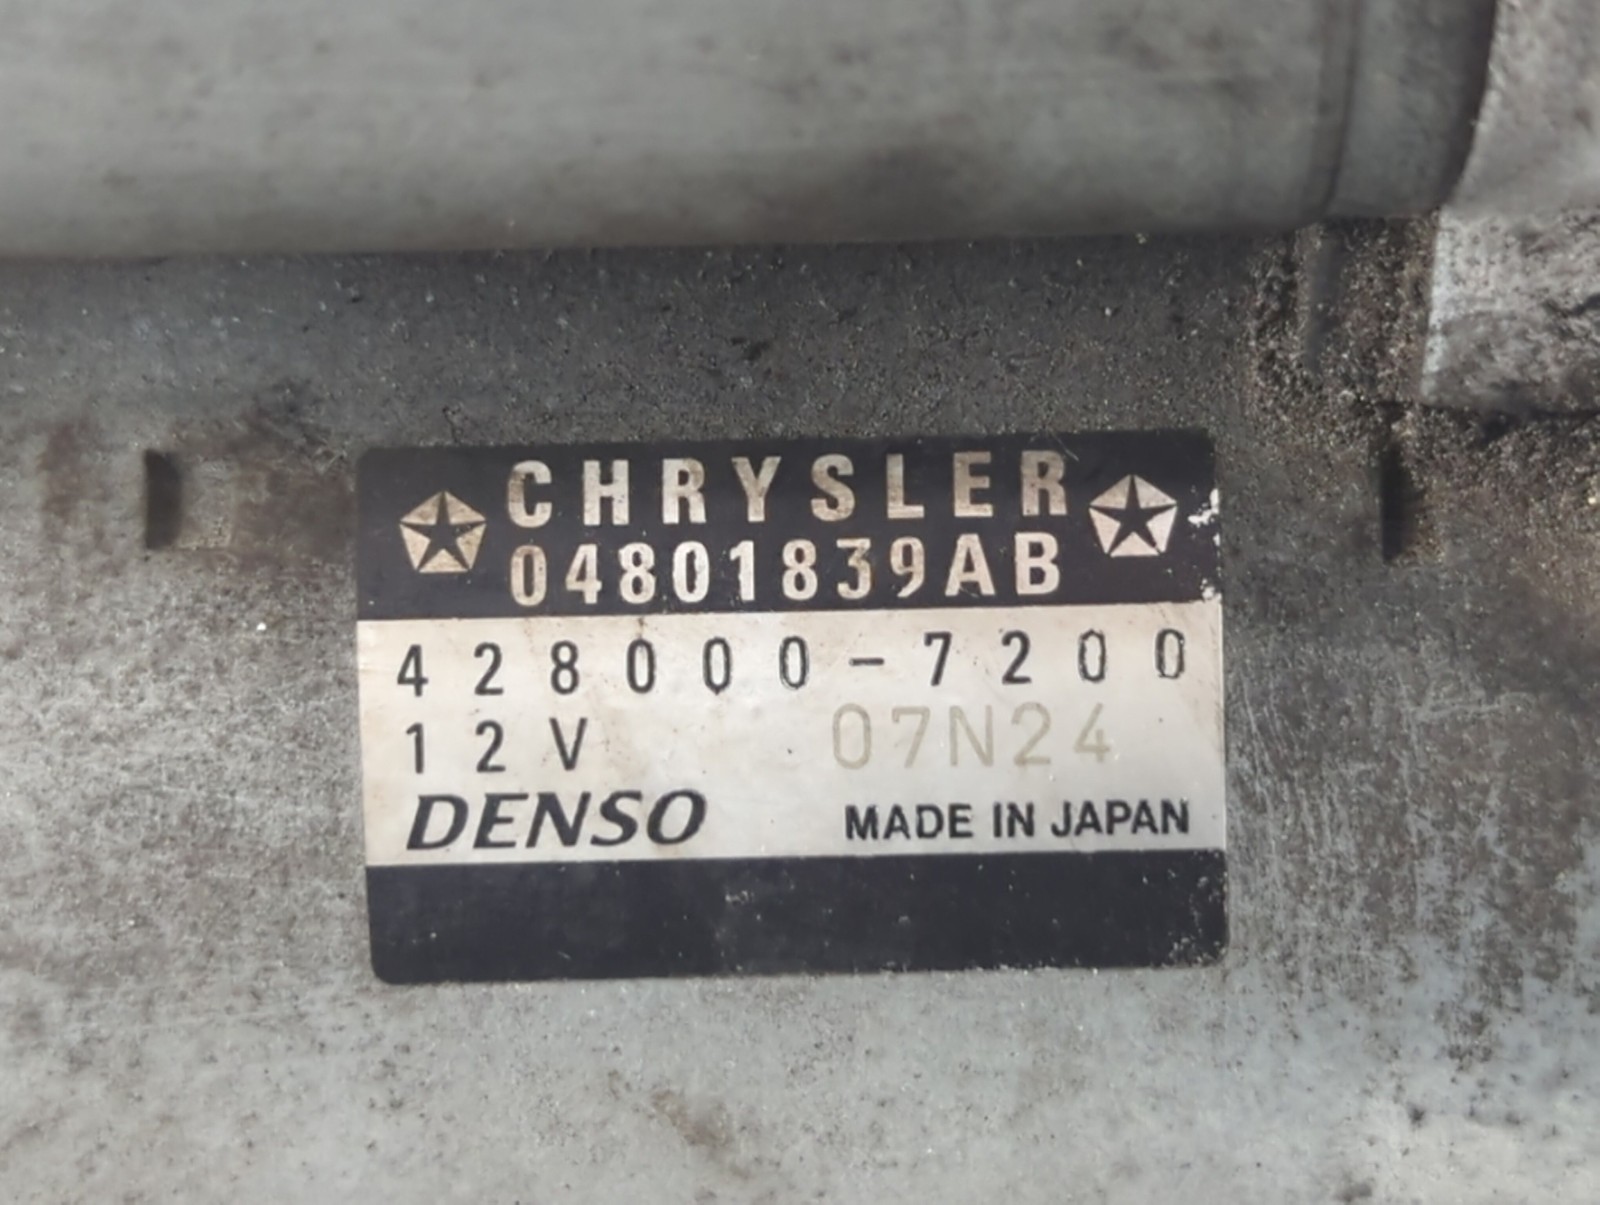 CHRYSLER
04801839AB
428000-7200
12V 07N24
DENSO MADE IN JAPAN